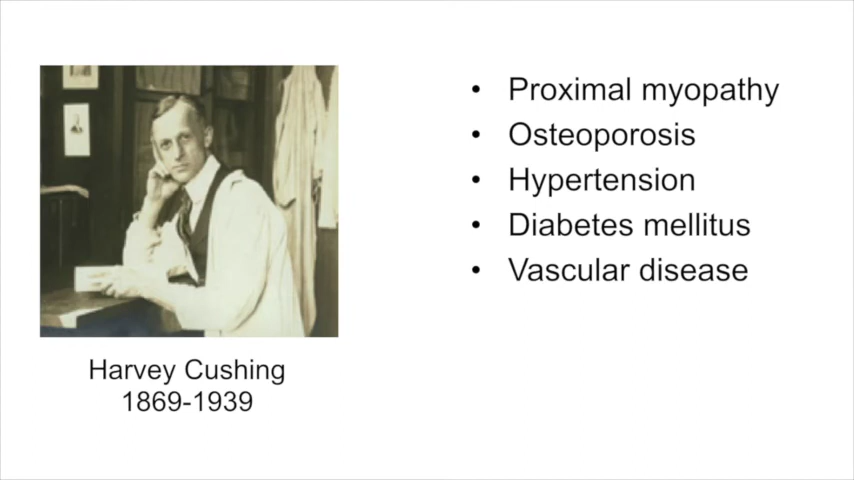 Harvey Cushing
1869-1939
• Proximal myopathy
• Osteoporosis
• Hypertension
• Diabetes mellitus
• Vascular disease